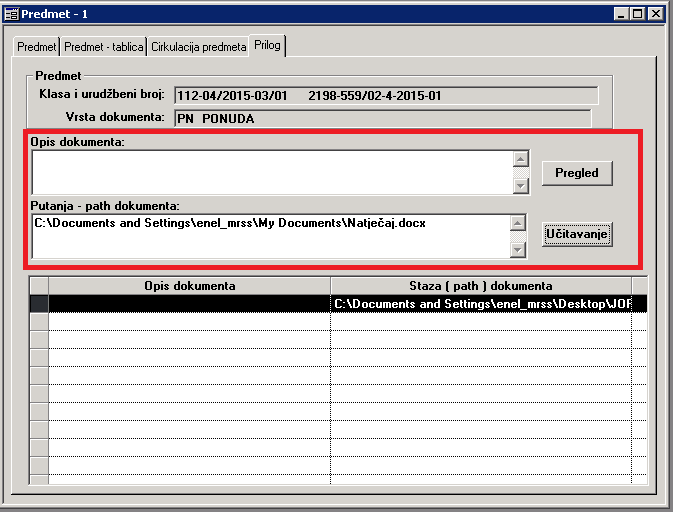 Predmet - 1
Predmet Predmet - tablica Cirkulacija predmeta Prilog
Predmet
Klasa i urudžbeni broj: 112-04/2015-03/01 2198-559/02-4-2015-01
Vrsta dokumenta: PN PONUDA
Opis dokumenta:
Pregled
Putanja - path dokumenta:
C:\Documents and Settings\enel_mrss\My Documents\Natječaj.docx
Učitavanje
Opis dokumenta Staza ( path ) dokumenta
C:\Documents and Settings\enel_mrss\Desktop\JOP